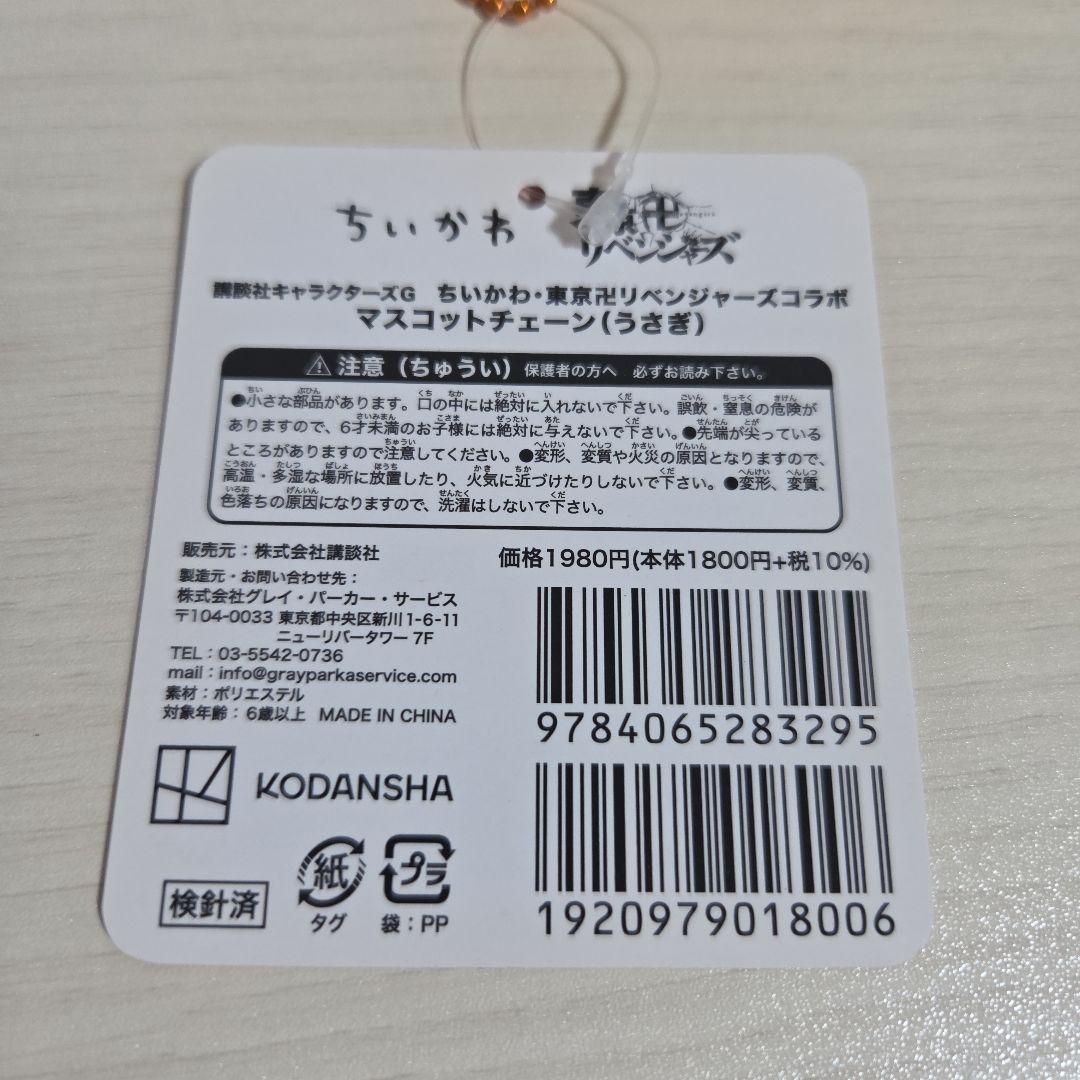 ちいかわ
東京卍リベンジャーズ
講談社キャラクターズG ちいかわ・東京卍リベンジャーズコラボ
マスコットチェーン(うさぎ)
⚠注意(ちゅうい) 保護者の方へ 必ずお読み下さい。
●小さな部品があります。口の中には絶対に入れないで下さい。誤飲・窒息の危険が
ありますので、6才未満のお子様には絶対に与えないで下さい。●先端が尖っている
ところがありますので注意してください。●変形、変質や火災の原因となりますので、
高温・多湿な場所に放置したり、火気に近づけたりしないで下さい。●変形、変質、
色落ちの原因になりますので、洗濯はしないで下さい。
販売元:株式会社講談社
製造元・お問い合わせ先:
株式会社グレイ・パーカー・サービス
〒104-0033 東京都中央区新川1-6-11
ニューリバータワー 7F
TEL:03-5542-0736
mail:info@grayparkaservice.com
素材:ポリエステル
対象年齢:6歳以上 MADE IN CHINA
価格1980円(本体1800円+税10%)
9784065283295
1920979018006
KODANSHA
検針済
紙
タグ
プラ
袋:PP